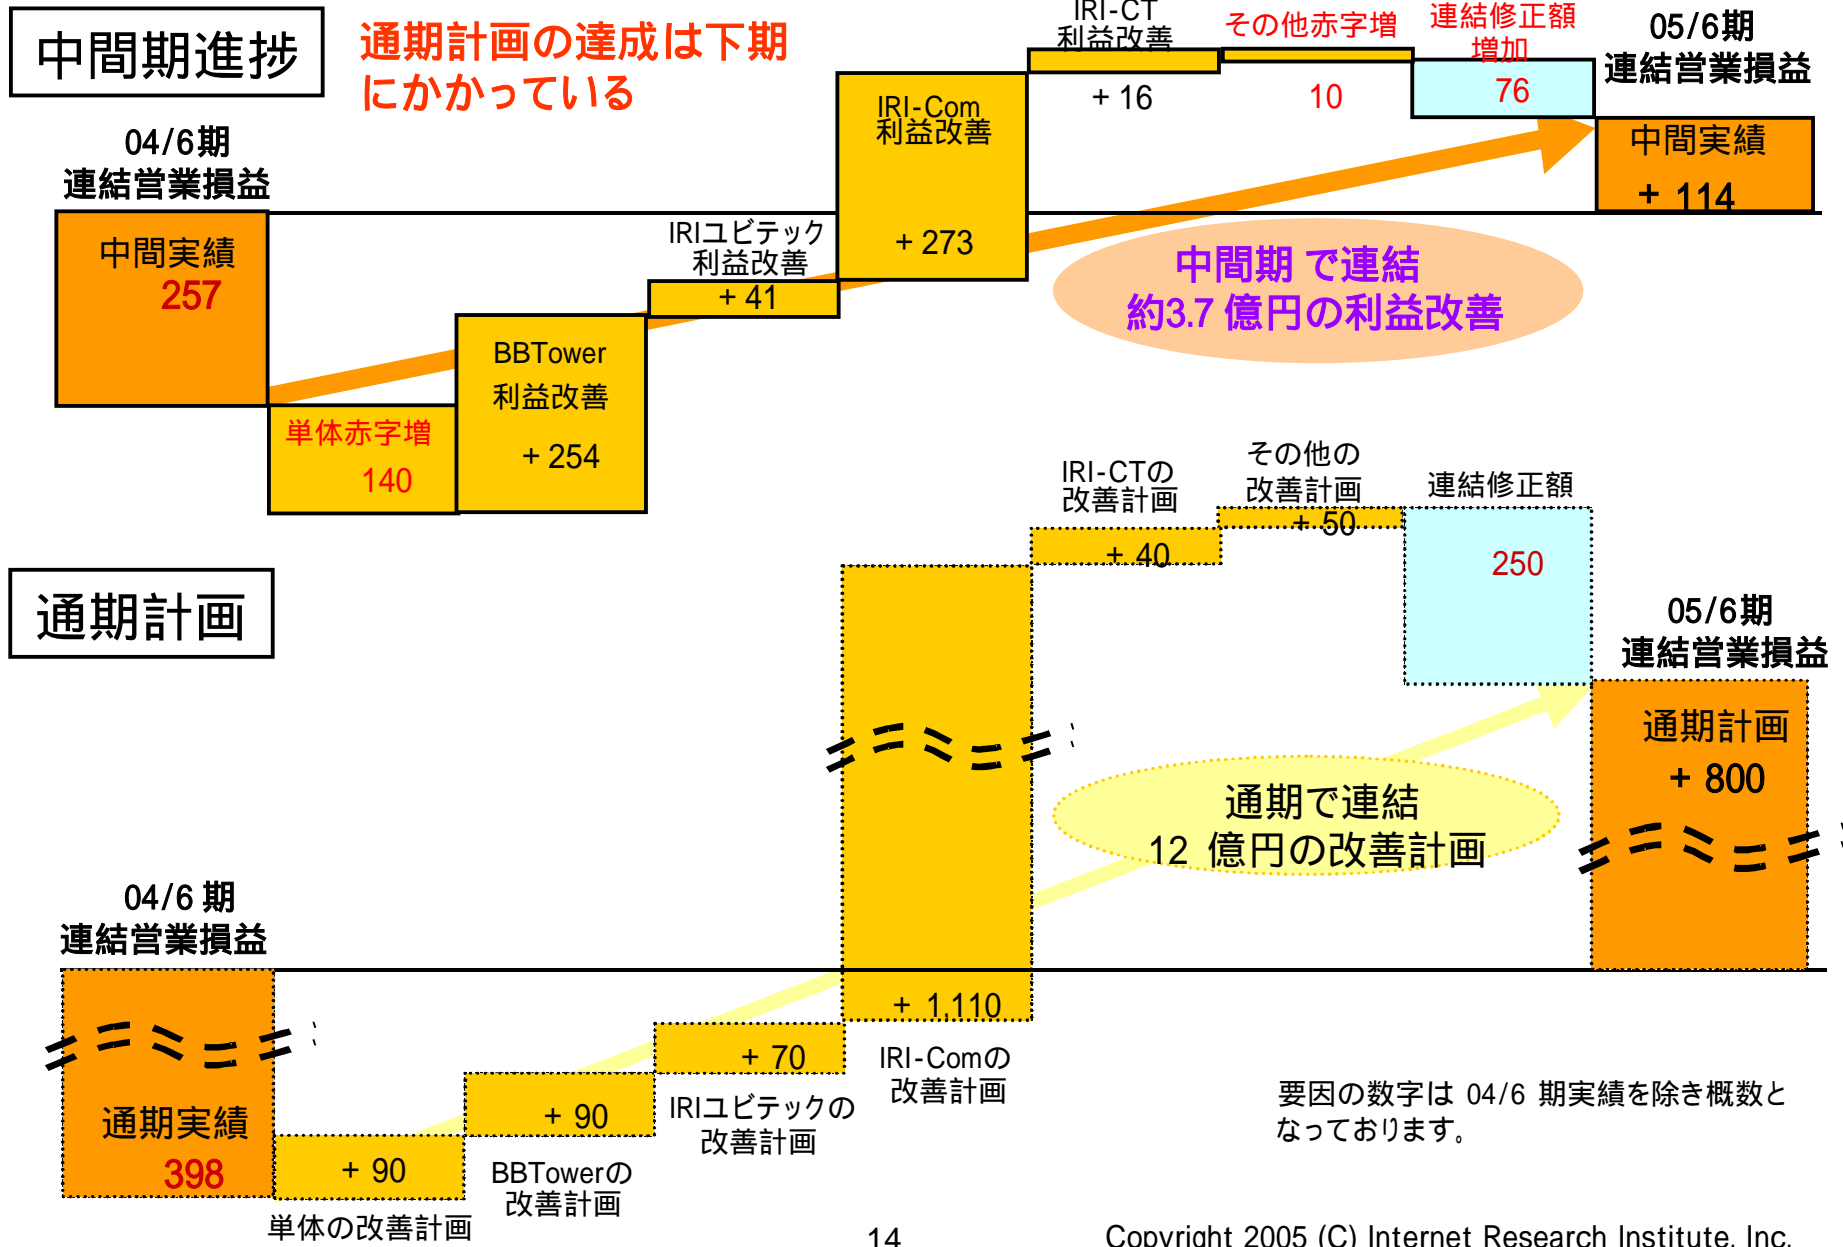 中間期進捗
通期計画の達成は下期
にかかっている
04/6期
連結営業損益
中間実績
257
単体赤字増
140
BBTower
利益改善
+ 254
IRIユビテック
利益改善
+ 41
IRI-Com
利益改善
+ 273
IRI-CT
利益改善
+ 16
その他赤字増
10
連結修正額
増加
76
05/6期
連結営業損益
中間実績
+ 114
中間期 で連結
約3.7 億円の利益改善
通期計画
04/6 期
連結営業損益
通期実績
398
+ 90
単体の改善計画
+ 90
BBTowerの
改善計画
+ 70
IRIユビテックの
改善計画
+ 1,110
IRI-Comの
改善計画
IRI-CTの
改善計画
+ 40
その他の
改善計画
+ 50
連結修正額
250
05/6期
連結営業損益
通期計画
+ 800
通期で連結
12 億円の改善計画
要因の数字は 04/6 期実績を除き概数と
なっております。
14
Copyright 2005 (C) Internet Research Institute, Inc.